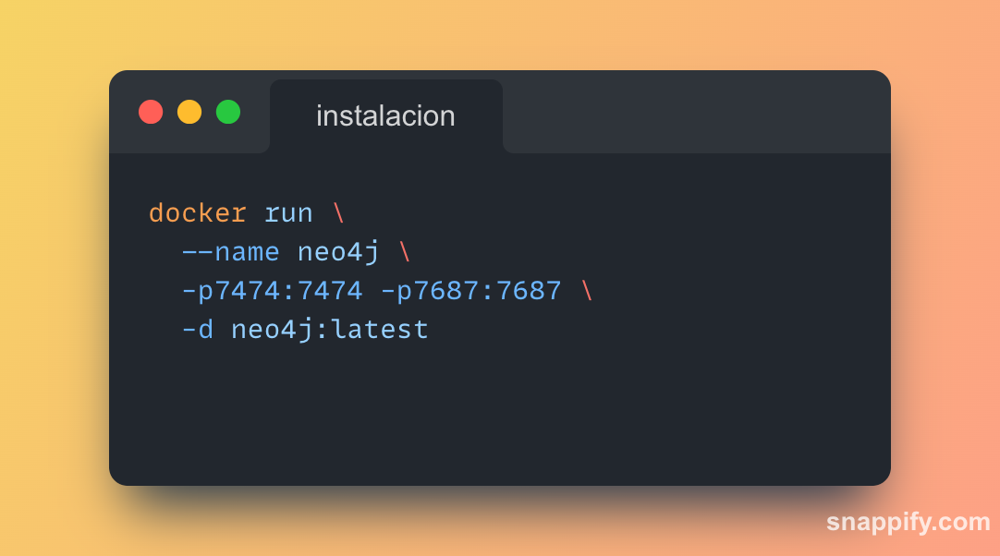 instalacion
docker run \
  --name neo4j \
  -p7474:7474 -p7687:7687 \
  -d neo4j:latest
snappify.com